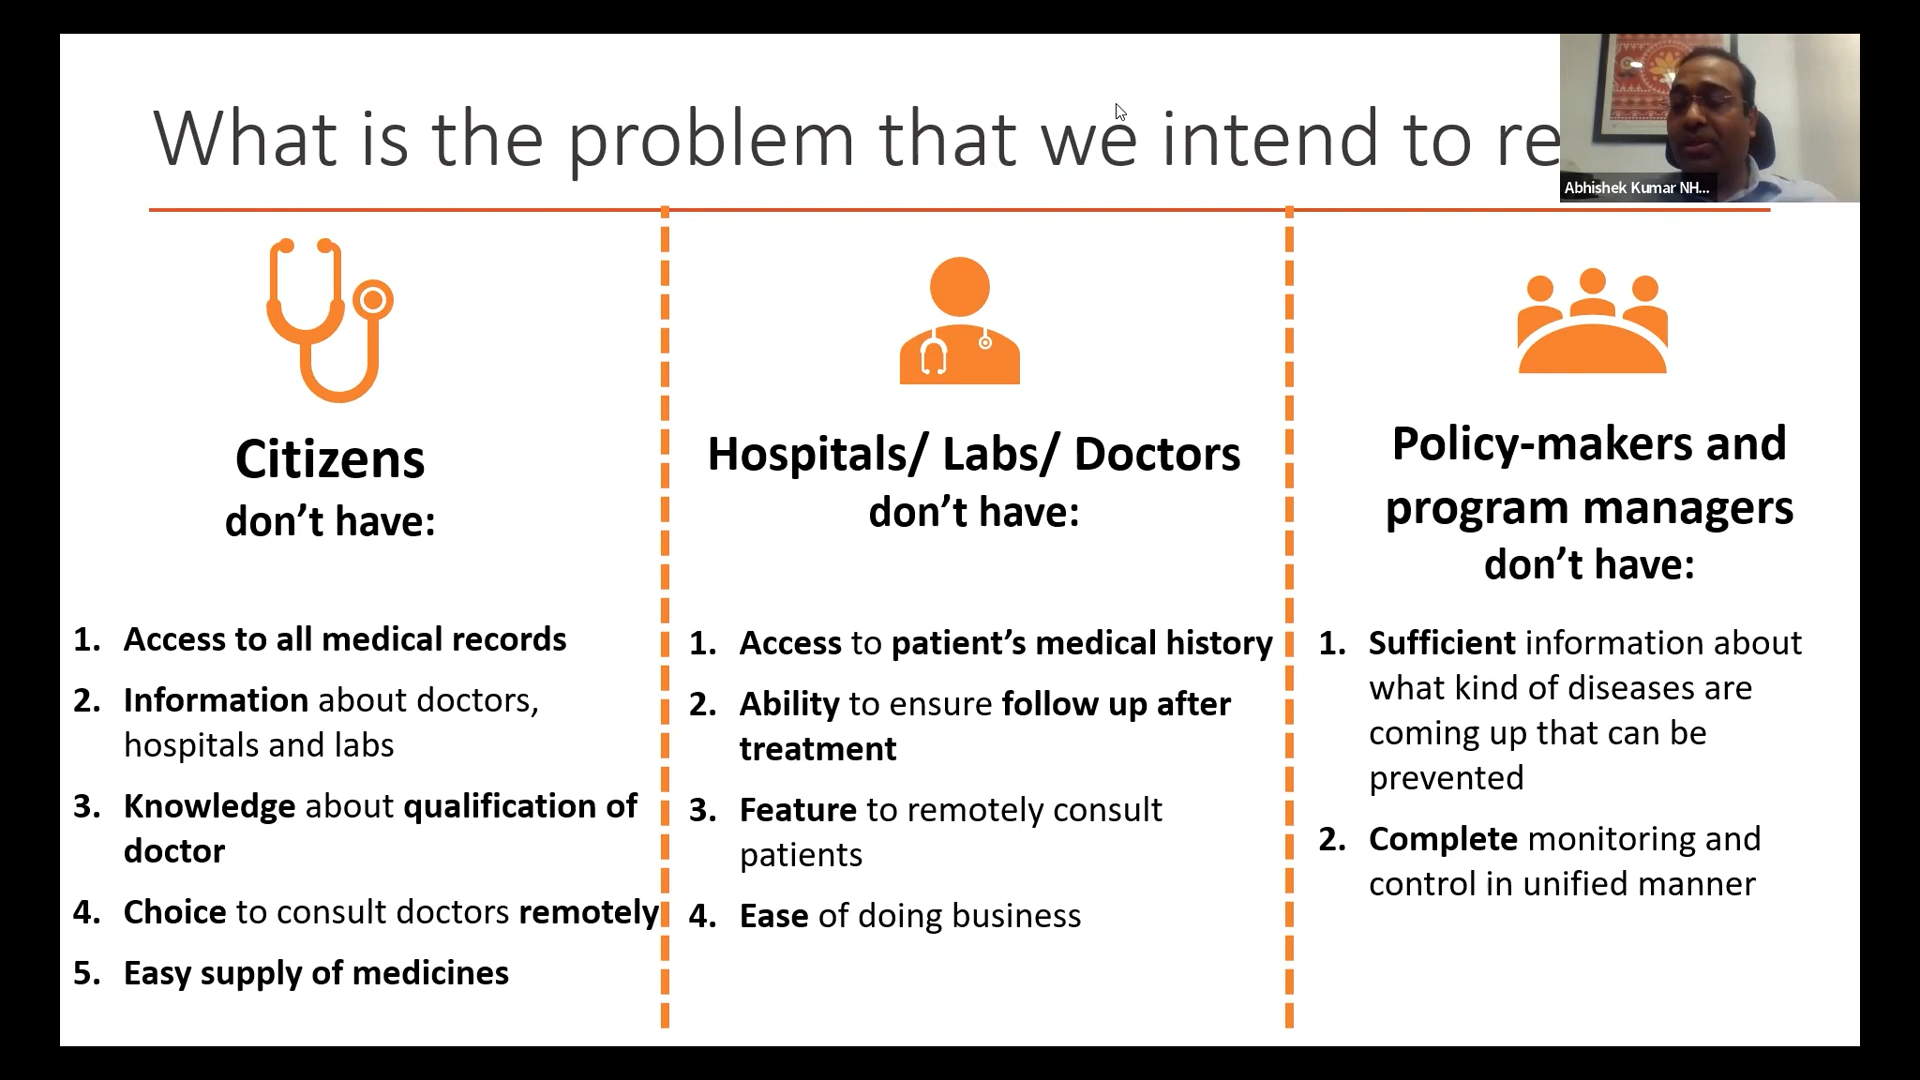 What is the problem that we intend to re
Abhishek Kumar NH...
Citizens
don’t have:
1. Access to all medical records
2. Information about doctors,
hospitals and labs
3. Knowledge about qualification of
doctor
4. Choice to consult doctors remotely
5. Easy supply of medicines
Hospitals/ Labs/ Doctors
don’t have:
1. Access to patient’s medical history
2. Ability to ensure follow up after
treatment
3. Feature to remotely consult
patients
4. Ease of doing business
Policy-makers and
program managers
don’t have:
1. Sufficient information about
what kind of diseases are
coming up that can be
prevented
2. Complete monitoring and
control in unified manner